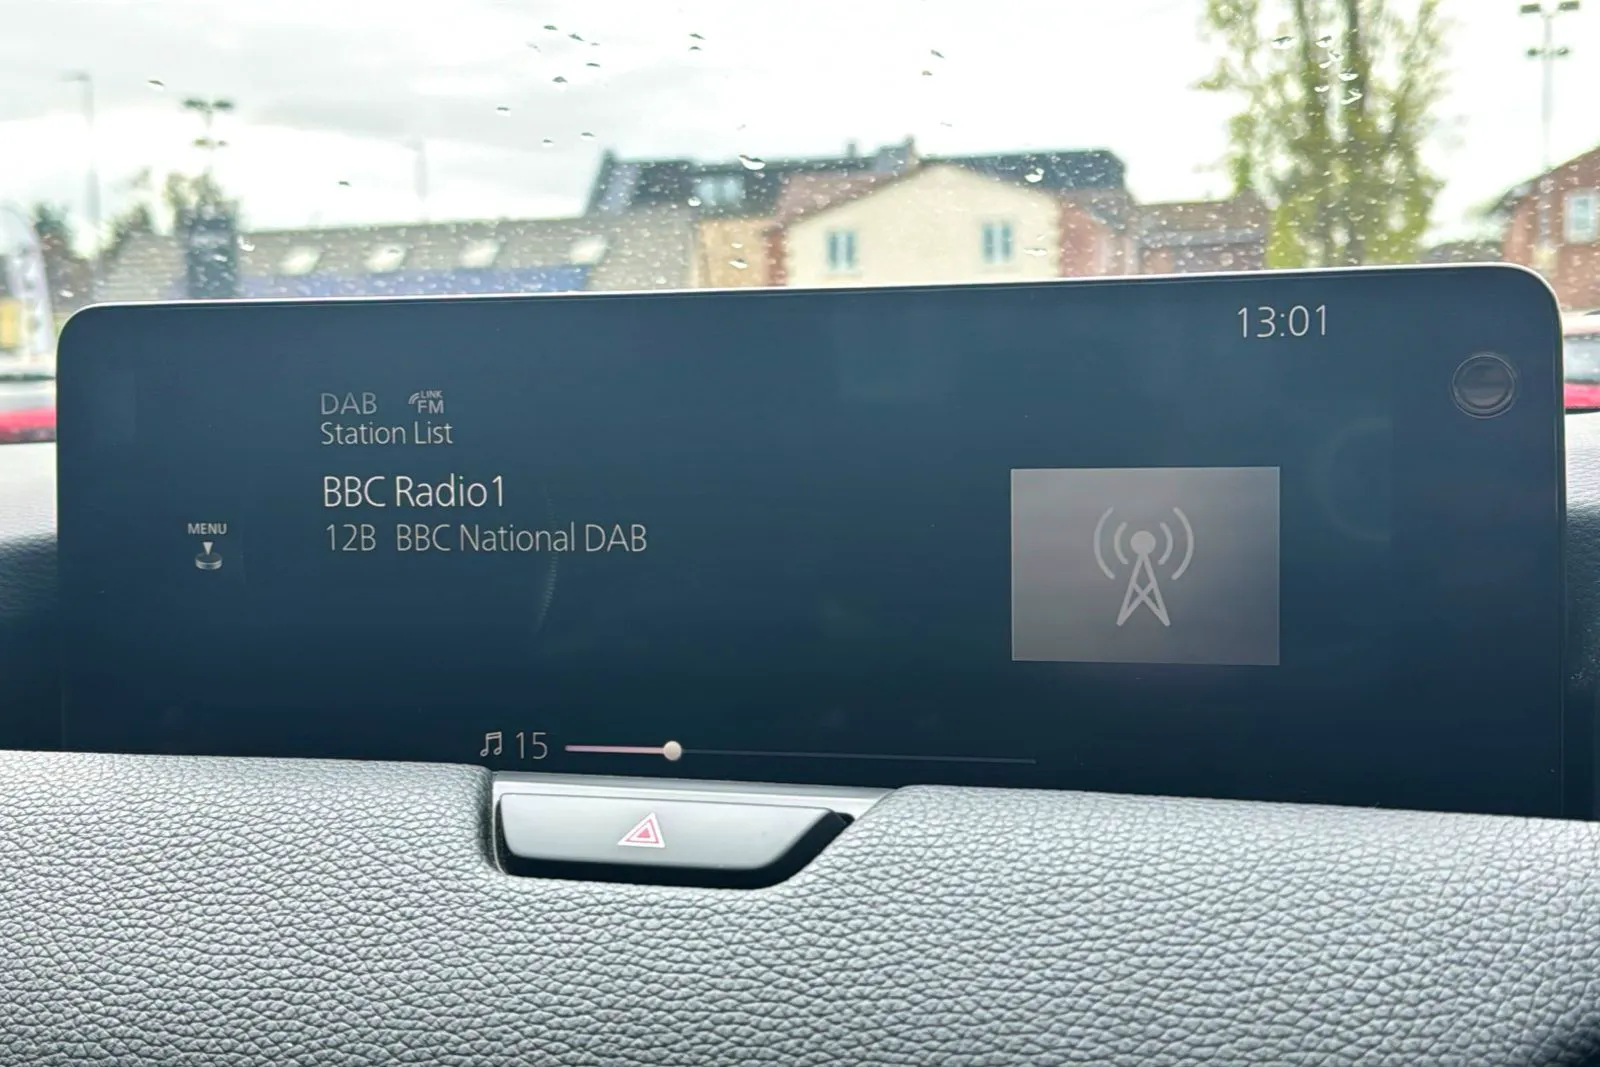 13:01
DAB LINK FM
Station List
BBC Radio1
12B BBC National DAB
MENU
15